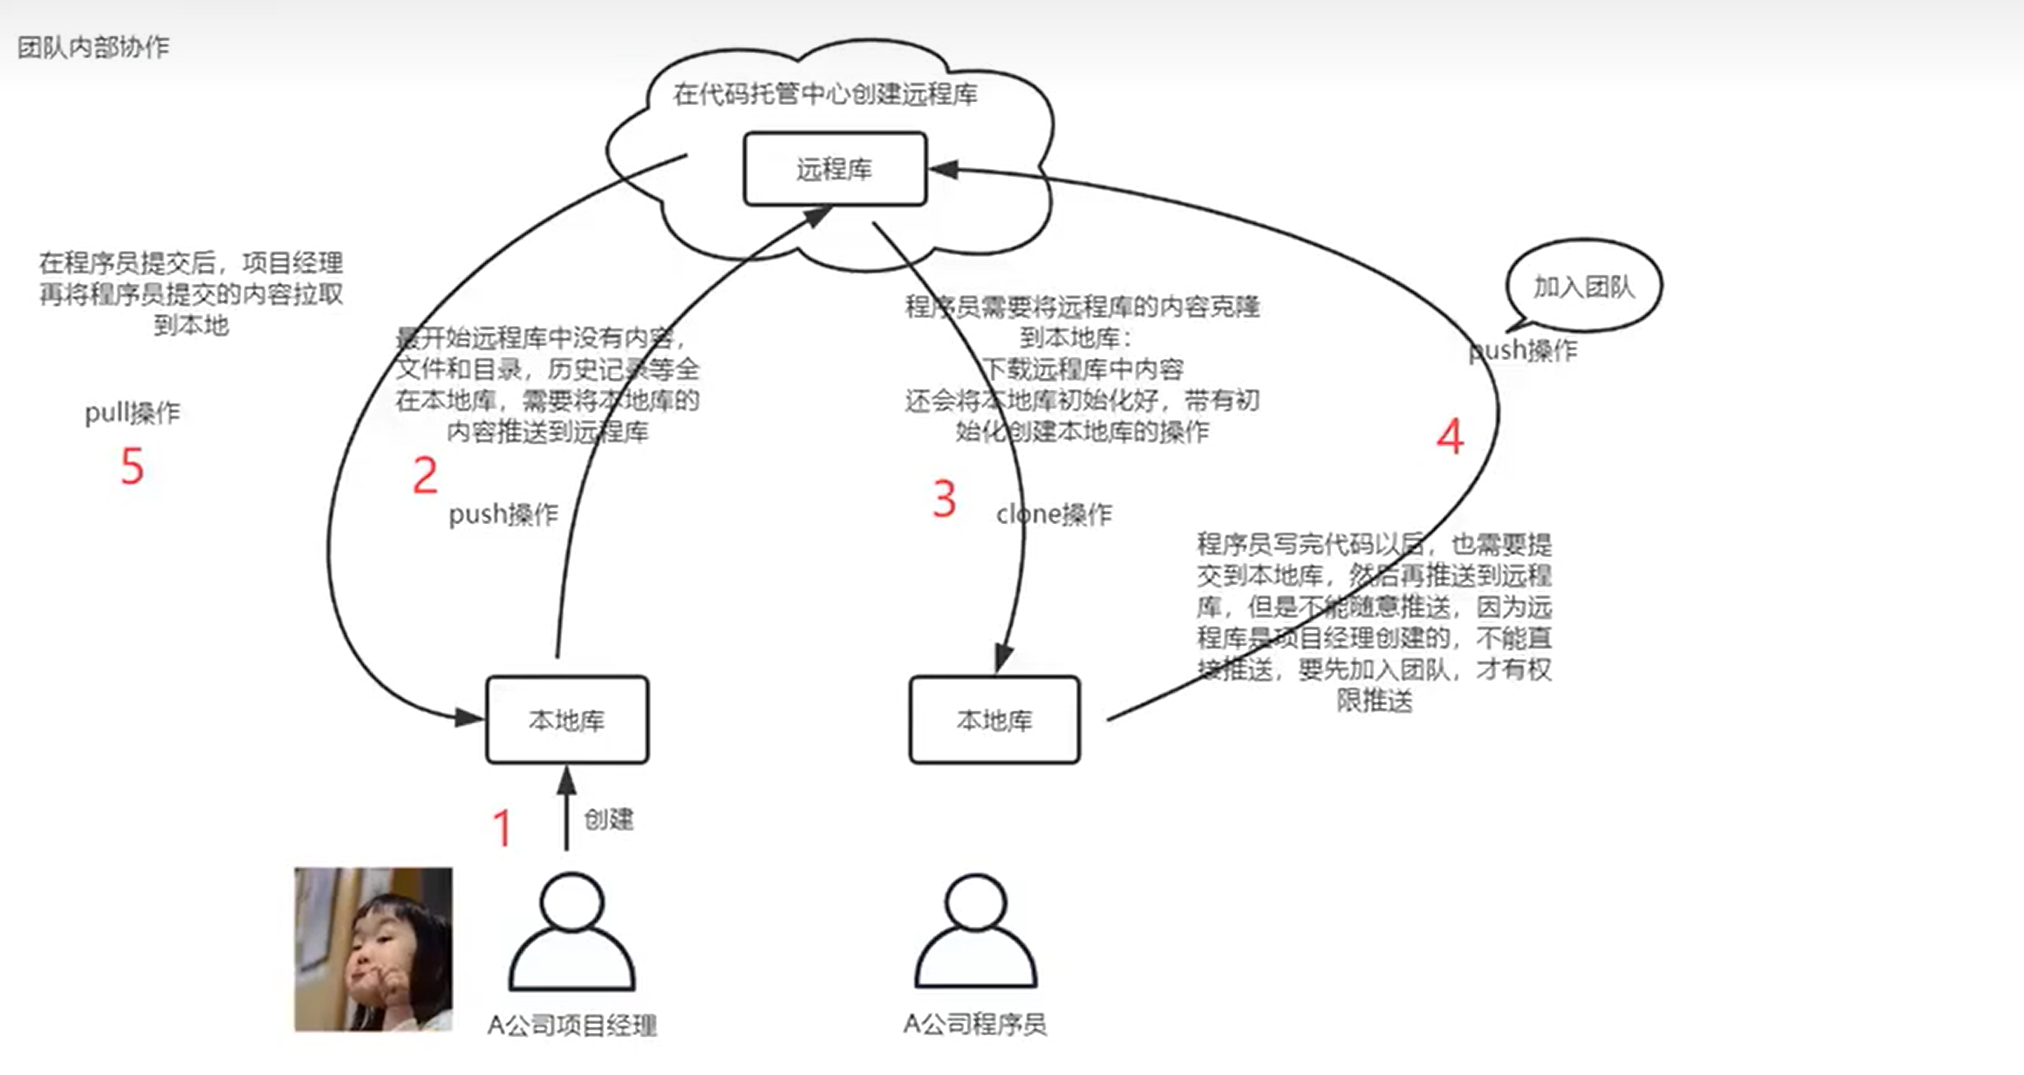 团队内部协作
在代码托管中心创建远程库
远程库
在程序员提交后，项目经理
再将程序员提交的内容拉取
到本地
pull操作
5
最开始远程库中没有内容，
文件和目录，历史记录等全
在本地库，需要将本地库的
内容推送到远程库
2
push操作
程序员需要将远程库的内容克隆
到本地库：
下载远程库中内容
还会将本地库初始化好，带有初
始化创建本地库的操作
3
clone操作
加入团队
push操作
4
程序员写完代码以后，也需要提
交到本地库，然后再推送到远程
库，但是不能随意推送，因为远
程库是项目经理创建的，不能直
接推送，要先加入团队，才有权
限推送
本地库
本地库
1
创建
A公司项目经理
A公司程序员